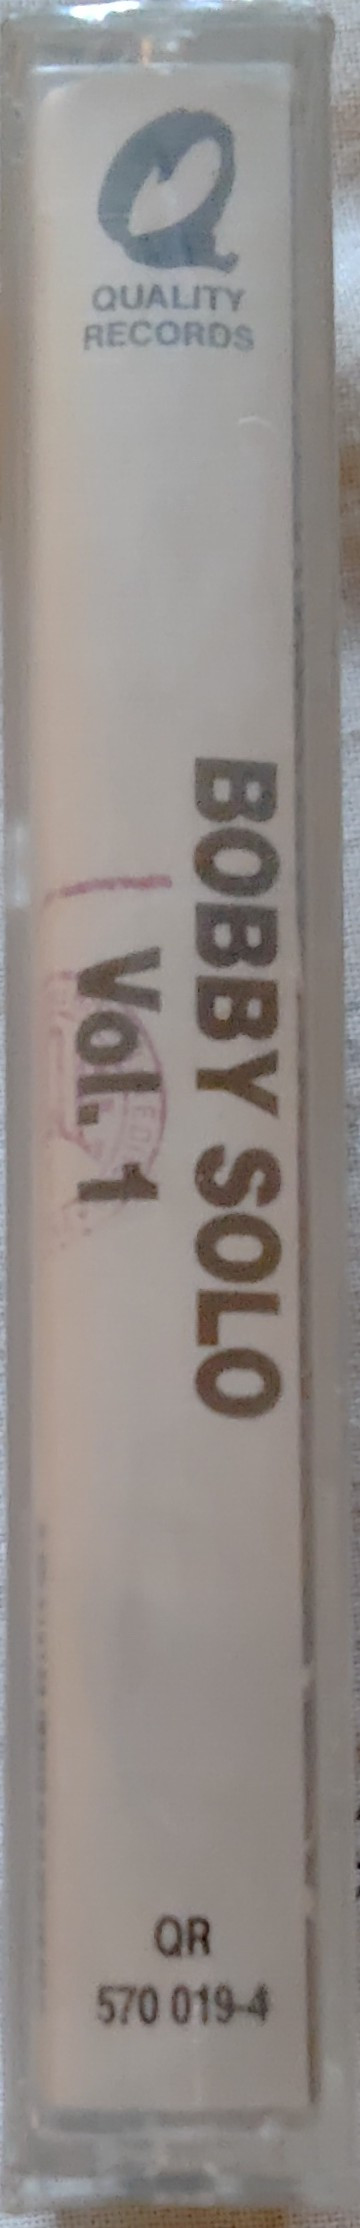 Q
QUALITY
RECORDS
BOBBY SOLO
Vol. 1
QR
570 019-4